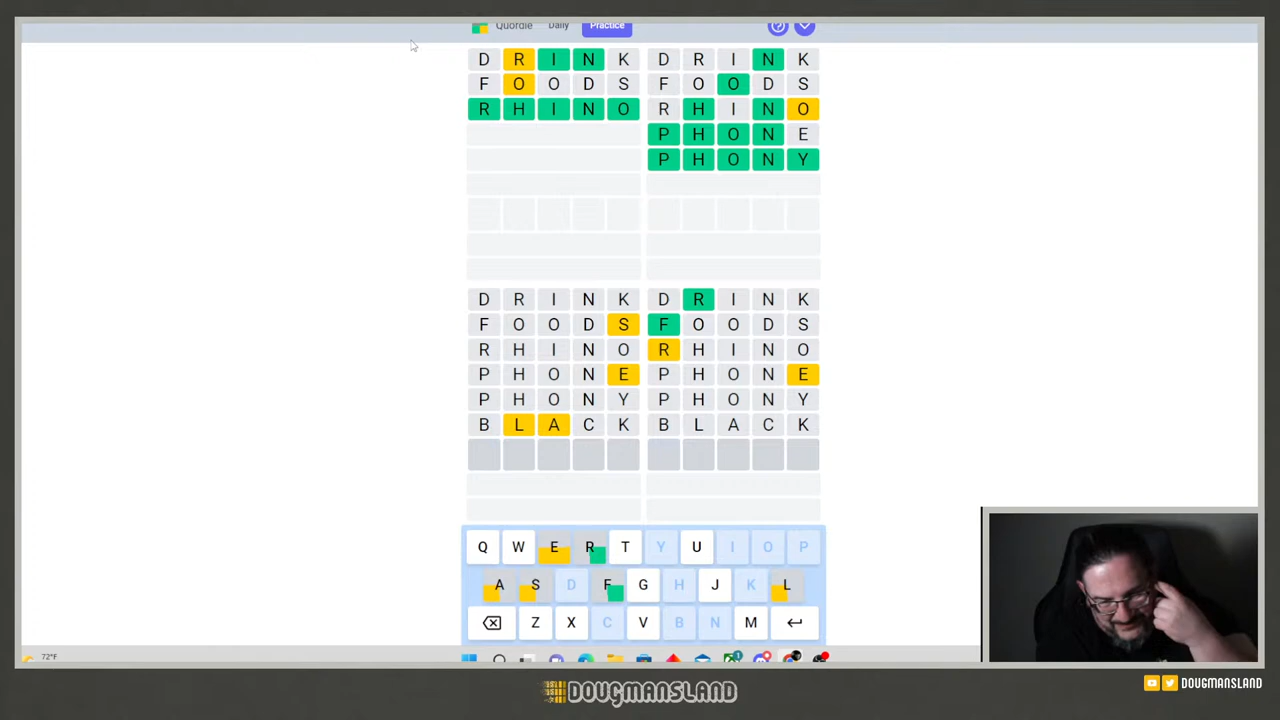 Quordle Daily Practice
D R I N K D R I N K
F O O D S F O O D S
R H I N O R H I N O
P H O N E
P H O N Y
D R I N K D R I N K
F O O D S F O O D S
R H I N O R H I N O
P H O N E P H O N E
P H O N Y P H O N Y
B L A C K B L A C K
Q W E R T Y U I O P
A S D F G H J K L
Z X C V B N M
72°F
DOUGMANSLAND
DOUGMANSLAND